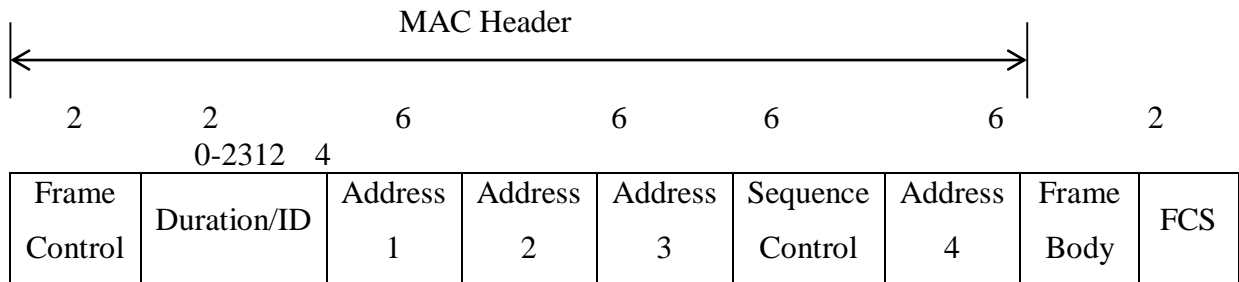 MAC Header
2 2 6 6 6 6 2
0-2312 4
Frame Control Duration/ID Address 1 Address 2 Address 3 Sequence Control Address 4 Frame Body FCS